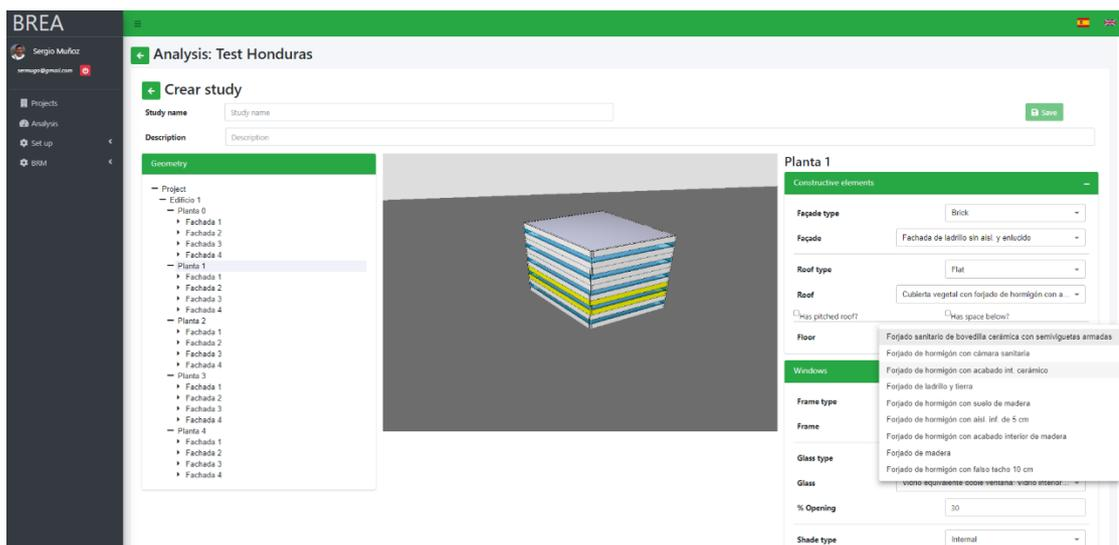 BREA
Sergio Muñoz
sermugo@gmail.com
Projects
Analysis
Set up
BRM
Analysis: Test Honduras
Crear study
Study name
Study name
Save
Description
Description
Geometry
Project
Edificio 1
Planta 0
Fachada 1
Fachada 2
Fachada 3
Fachada 4
Planta 1
Fachada 1
Fachada 2
Fachada 3
Fachada 4
Planta 2
Fachada 1
Fachada 2
Fachada 3
Fachada 4
Planta 3
Fachada 1
Fachada 2
Fachada 3
Fachada 4
Planta 4
Fachada 1
Fachada 2
Fachada 3
Fachada 4
Planta 1
Constructive elements
Façade type Brick
Façade Fachada de ladrillo sin aisl. y enlucido
Roof type Flat
Roof Cubierta vegetal con forjado de hormigón con a...
Has pitched roof? Has space below?
Floor
Forjado sanitario de bovedilla cerámica con semiviguetas armadas
Forjado de hormigón con cámara sanitaria
Forjado de hormigón con acabado int. cerámico
Forjado de ladrillo y tierra
Forjado de hormigón con suelo de madera
Forjado de hormigón con aisl. inf. de 5 cm
Forjado de hormigón con acabado interior de madera
Forjado de madera
Forjado de hormigón con falso techo 10 cm
Windows
Frame type
Frame
Glass type
Glass Vidrio equivalente doble ventana: Vidrio interior...
% Opening 30
Shade type Internal